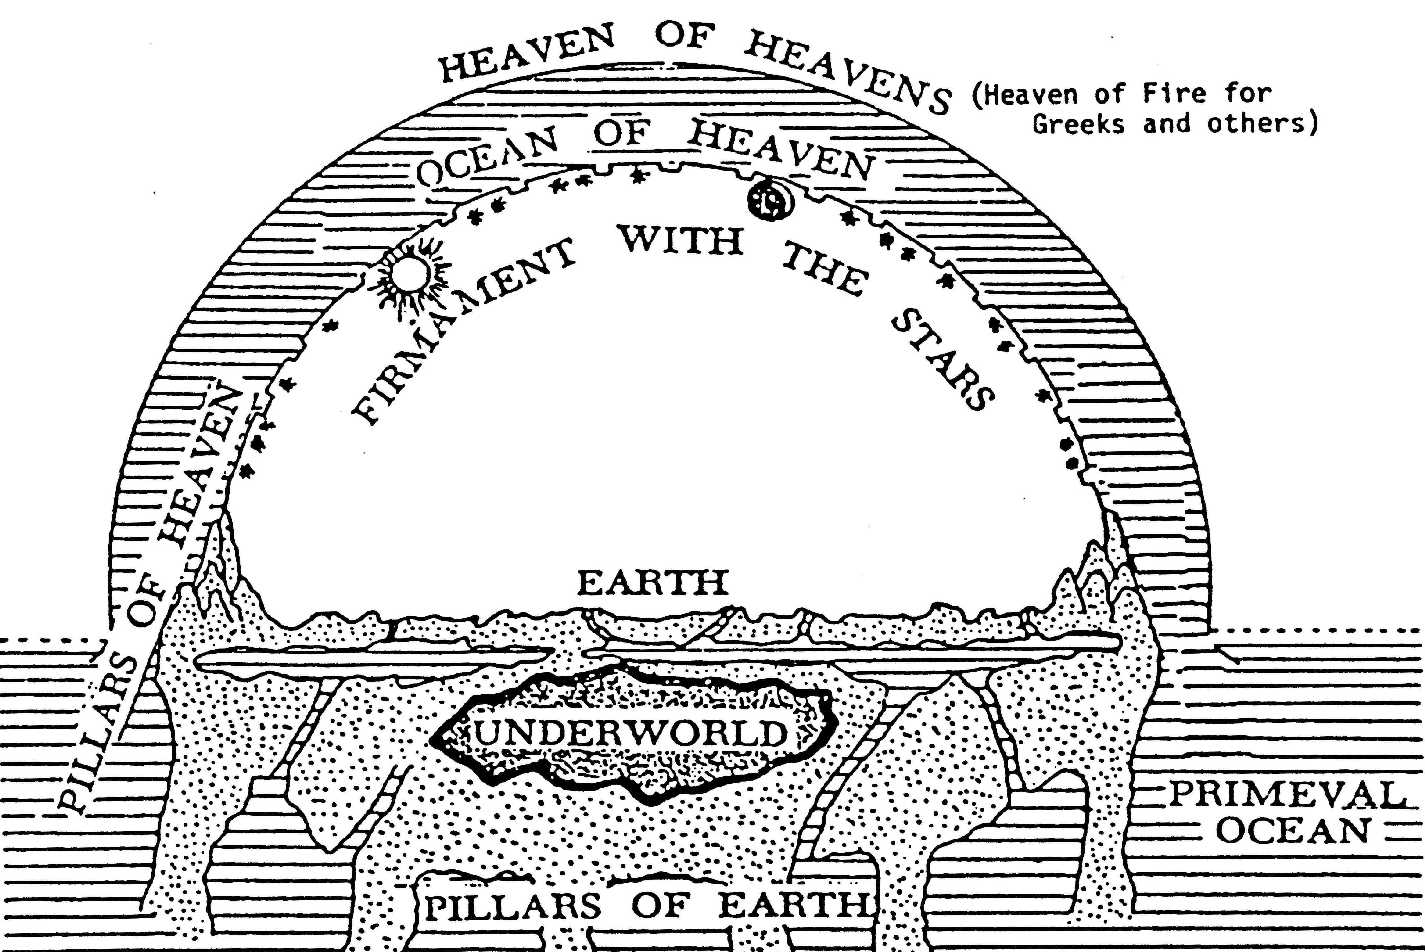 HEAVEN OF HEAVENS
(Heaven of Fire for
Greeks and others)
OCEAN OF HEAVEN
FIRMAMENT WITH THE STARS
PILLARS OF HEAVEN
EARTH
UNDERWORLD
PRIMEVAL
OCEAN
PILLARS OF EARTH